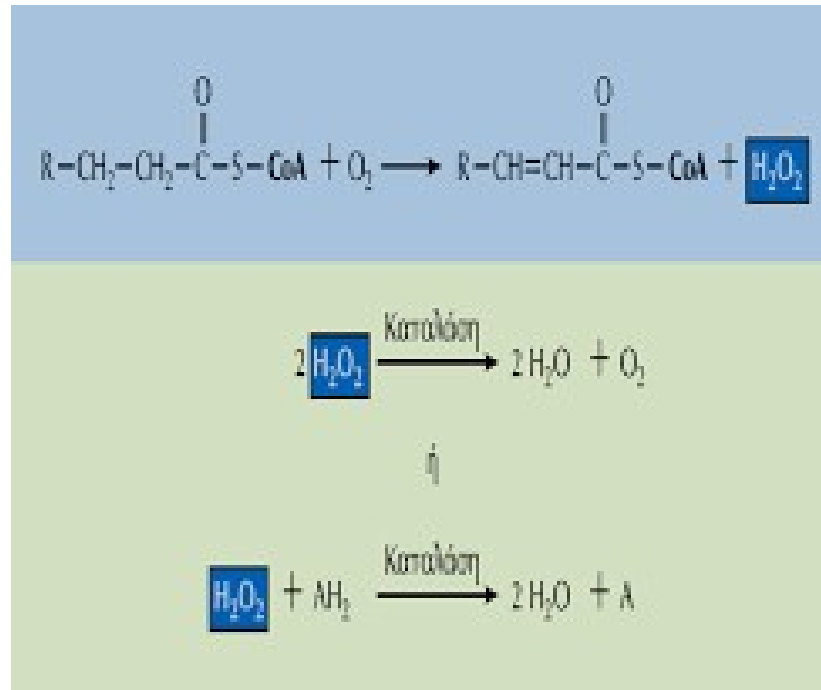 O
||
R–CH₂–CH₂–C–S–CoA + O₂ → R–CH=CH–C–S–CoA + H₂O₂
O
||
2 H₂O₂ Καταλάση → 2 H₂O + O₂
ή
H₂O₂ + AH₂ Καταλάση → 2 H₂O + A